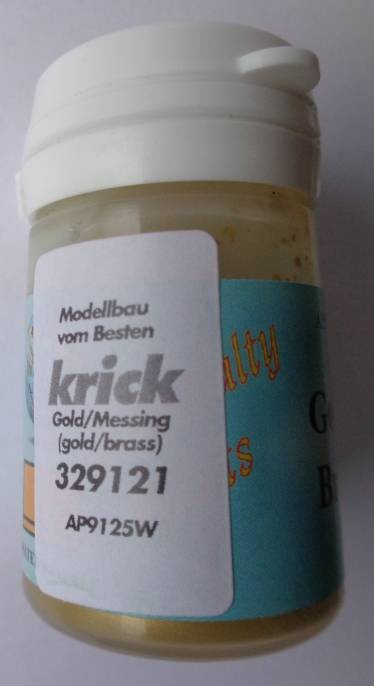 Modellbau
vom Besten
krick
Gold/Messing
(gold/brass)
329121
AP9125W